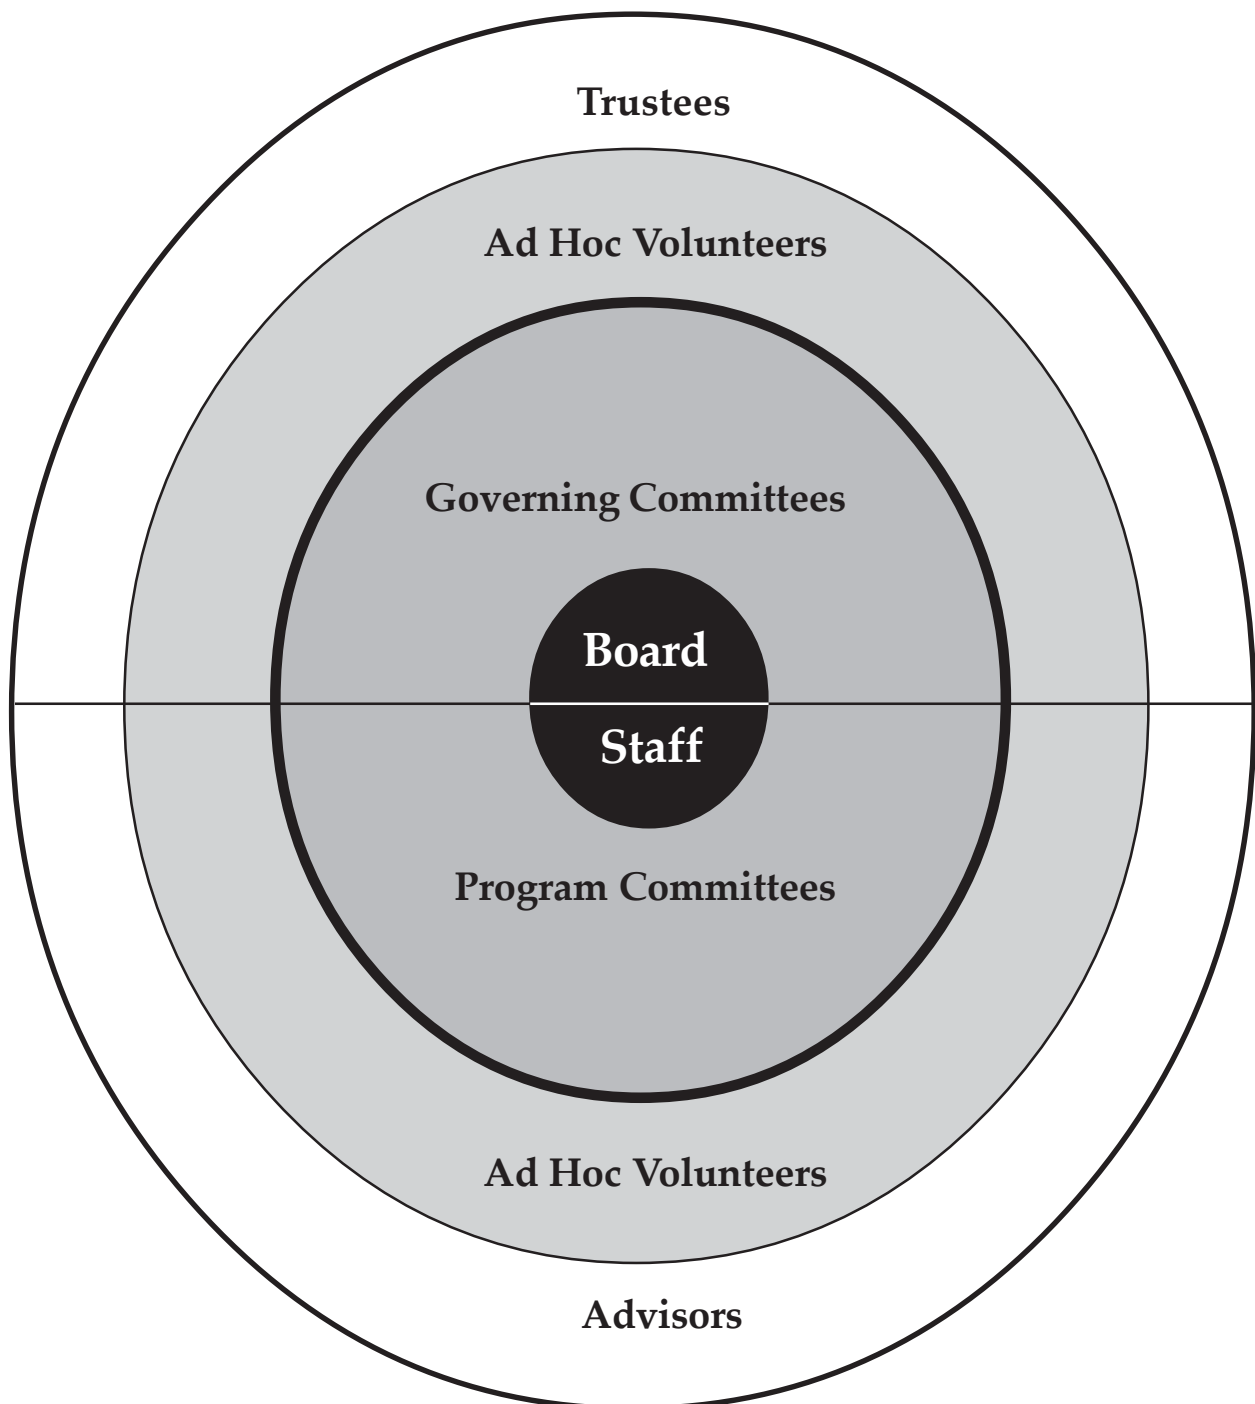 Trustees
Ad Hoc Volunteers
Governing Committees
Board
Staff
Program Committees
Ad Hoc Volunteers
Advisors